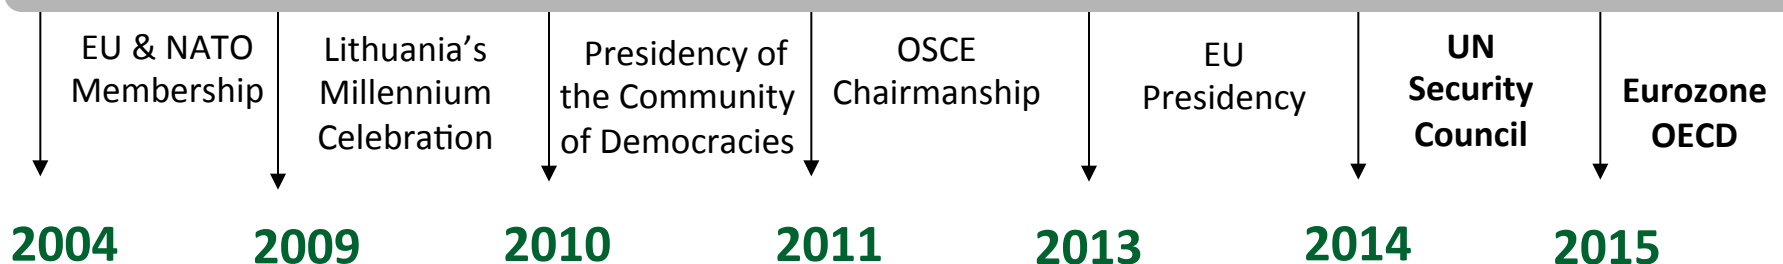 EU & NATO
Membership
Lithuania’s
Millennium
Celebration
Presidency of
the Community
of Democracies
OSCE
Chairmanship
EU
Presidency
UN
Security
Council
Eurozone
OECD
2004
2009
2010
2011
2013
2014
2015